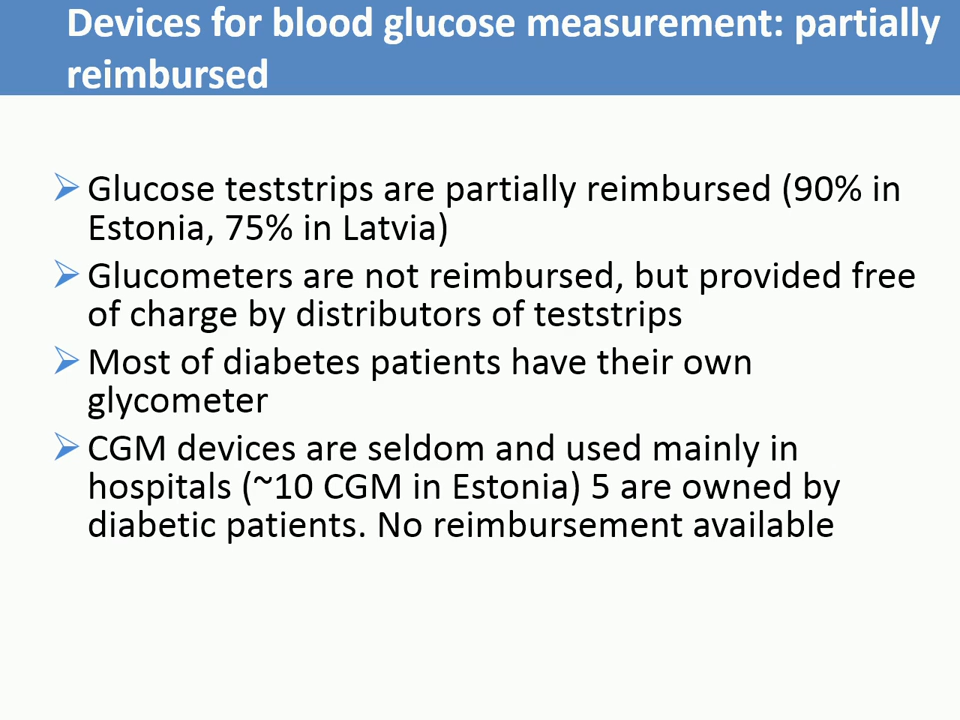 Devices for blood glucose measurement: partially
reimbursed
Glucose teststrips are partially reimbursed (90% in
Estonia, 75% in Latvia)
Glucometers are not reimbursed, but provided free
of charge by distributors of teststrips
Most of diabetes patients have their own
glycometer
CGM devices are seldom and used mainly in
hospitals (~10 CGM in Estonia) 5 are owned by
diabetic patients. No reimbursement available